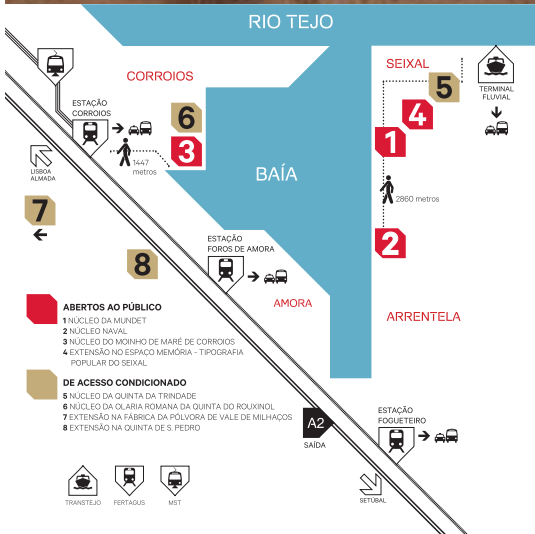 RIO TEJO
CORROIOS
SEIXAL
5
TERMINAL
FLUVIAL
ESTAÇÃO
CORROIOS
6
4
3
1
1447
metros
LISBOA
ALMADA
BAÍA
2860 metros
7
2
ESTAÇÃO
FOROS DE AMORA
8
AMORA
ARRENTELA
ABERTOS AO PÚBLICO
1 NÚCLEO DA MUNDET
2 NÚCLEO NAVAL
3 NÚCLEO DO MOINHO DE MARÉ DE CORROIOS
4 EXTENSÃO NO ESPAÇO MEMÓRIA - TIPOGRAFIA
POPULAR DO SEIXAL
DE ACESSO CONDICIONADO
5 NÚCLEO DA QUINTA DA TRINDADE
6 NÚCLEO DA OLARIA ROMANA DA QUINTA DO ROUXINOL
7 EXTENSÃO NA FÁBRICA DA PÓLVORA DE VALE DE MILHAÇOS
8 EXTENSÃO NA QUINTA DE S. PEDRO
A2
SAÍDA
ESTAÇÃO
FOGUETEIRO
TRANSTEJO
FERTAGUS
MST
SETÚBAL